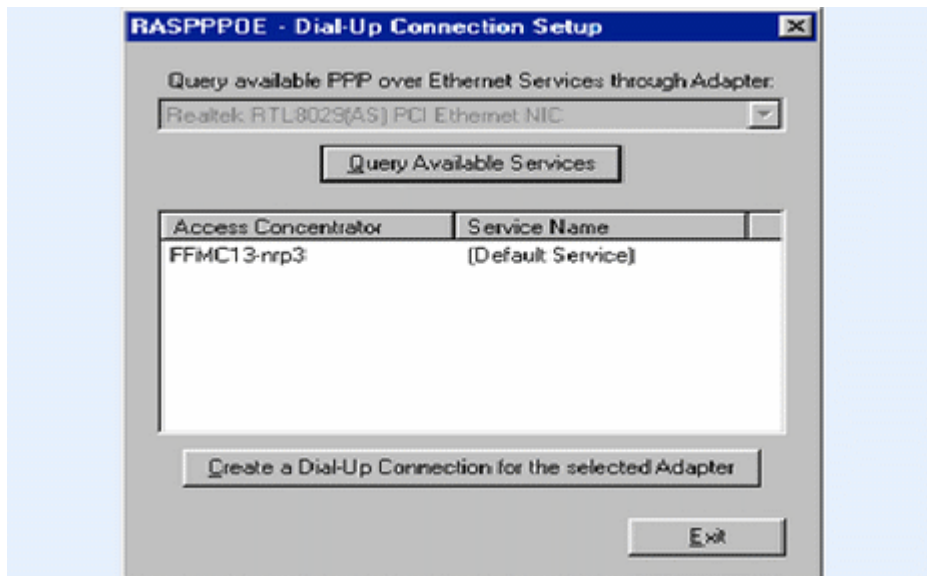 RASPPPOE - Dial-Up Connection Setup
Query available PPP over Ethernet Services through Adapter:
Realtek RTL8029(AS) PCI Ethernet NIC
Query Available Services
Access Concentrator Service Name
FFMC13-nrp3 (Default Service)
Create a Dial-Up Connection for the selected Adapter
Exit